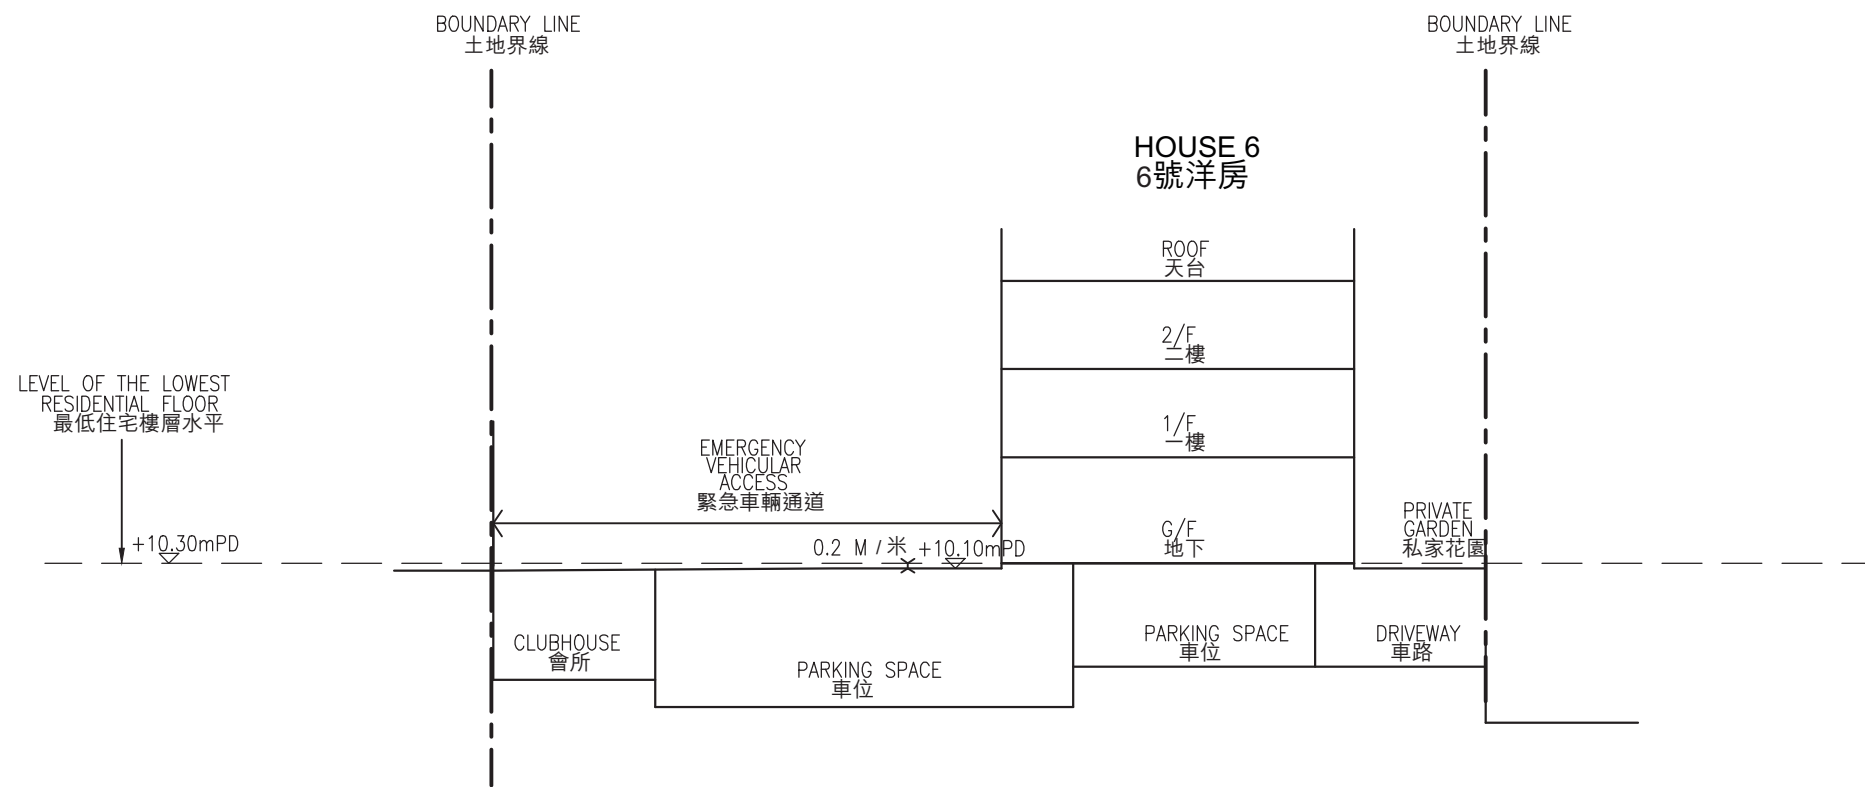 BOUNDARY LINE
土地界線
BOUNDARY LINE
土地界線
HOUSE 6
6號洋房
ROOF
天台
2/F
二樓
1/F
一樓
G/F
地下
LEVEL OF THE LOWEST
RESIDENTIAL FLOOR
最低住宅樓層水平
+10.30mPD
EMERGENCY
VEHICULAR
ACCESS
緊急車輛通道
0.2 M / 米
+10.10mPD
PRIVATE
GARDEN
私家花園
CLUBHOUSE
會所
PARKING SPACE
車位
PARKING SPACE
車位
DRIVEWAY
車路